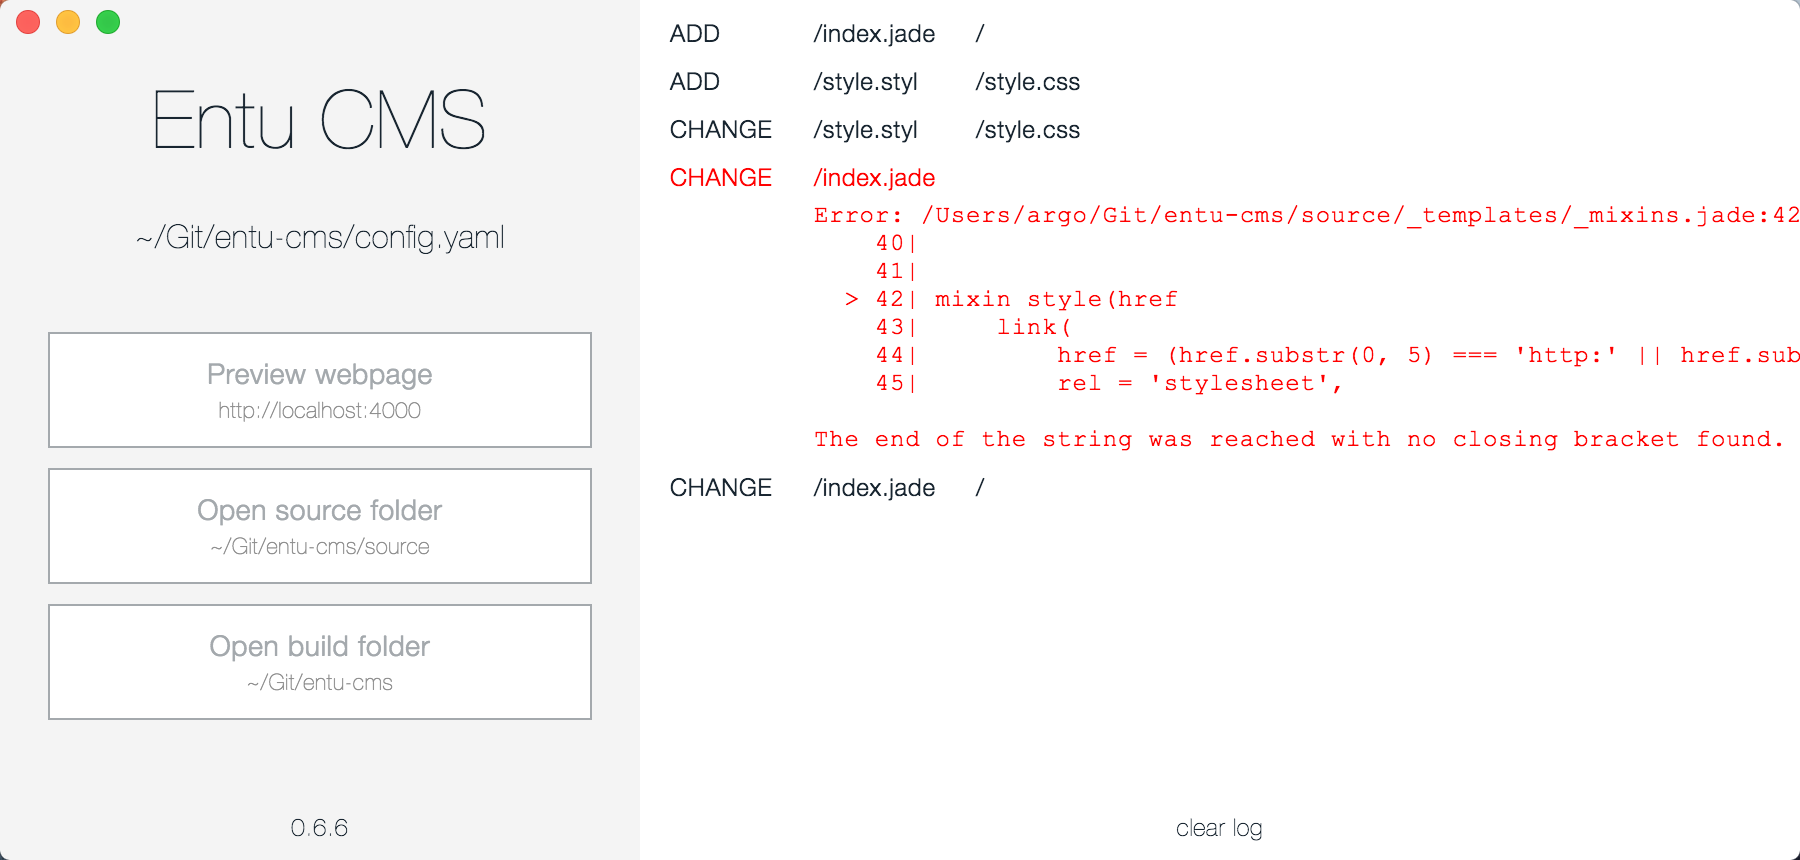 Entu CMS
~/Git/entu-cms/config.yaml
Preview webpage
http://localhost:4000
Open source folder
~/Git/entu-cms/source
Open build folder
~/Git/entu-cms
0.6.6
ADD /index.jade /
ADD /style.styl /style.css
CHANGE /style.styl /style.css
CHANGE /index.jade
Error: /Users/argo/Git/entu-cms/source/_templates/_mixins.jade:42
40|
41|
> 42| mixin style(href
43|     link(
44|         href = (href.substr(0, 5) === 'http:' || href.sub
45|         rel = 'stylesheet',
The end of the string was reached with no closing bracket found.
CHANGE /index.jade /
clear log